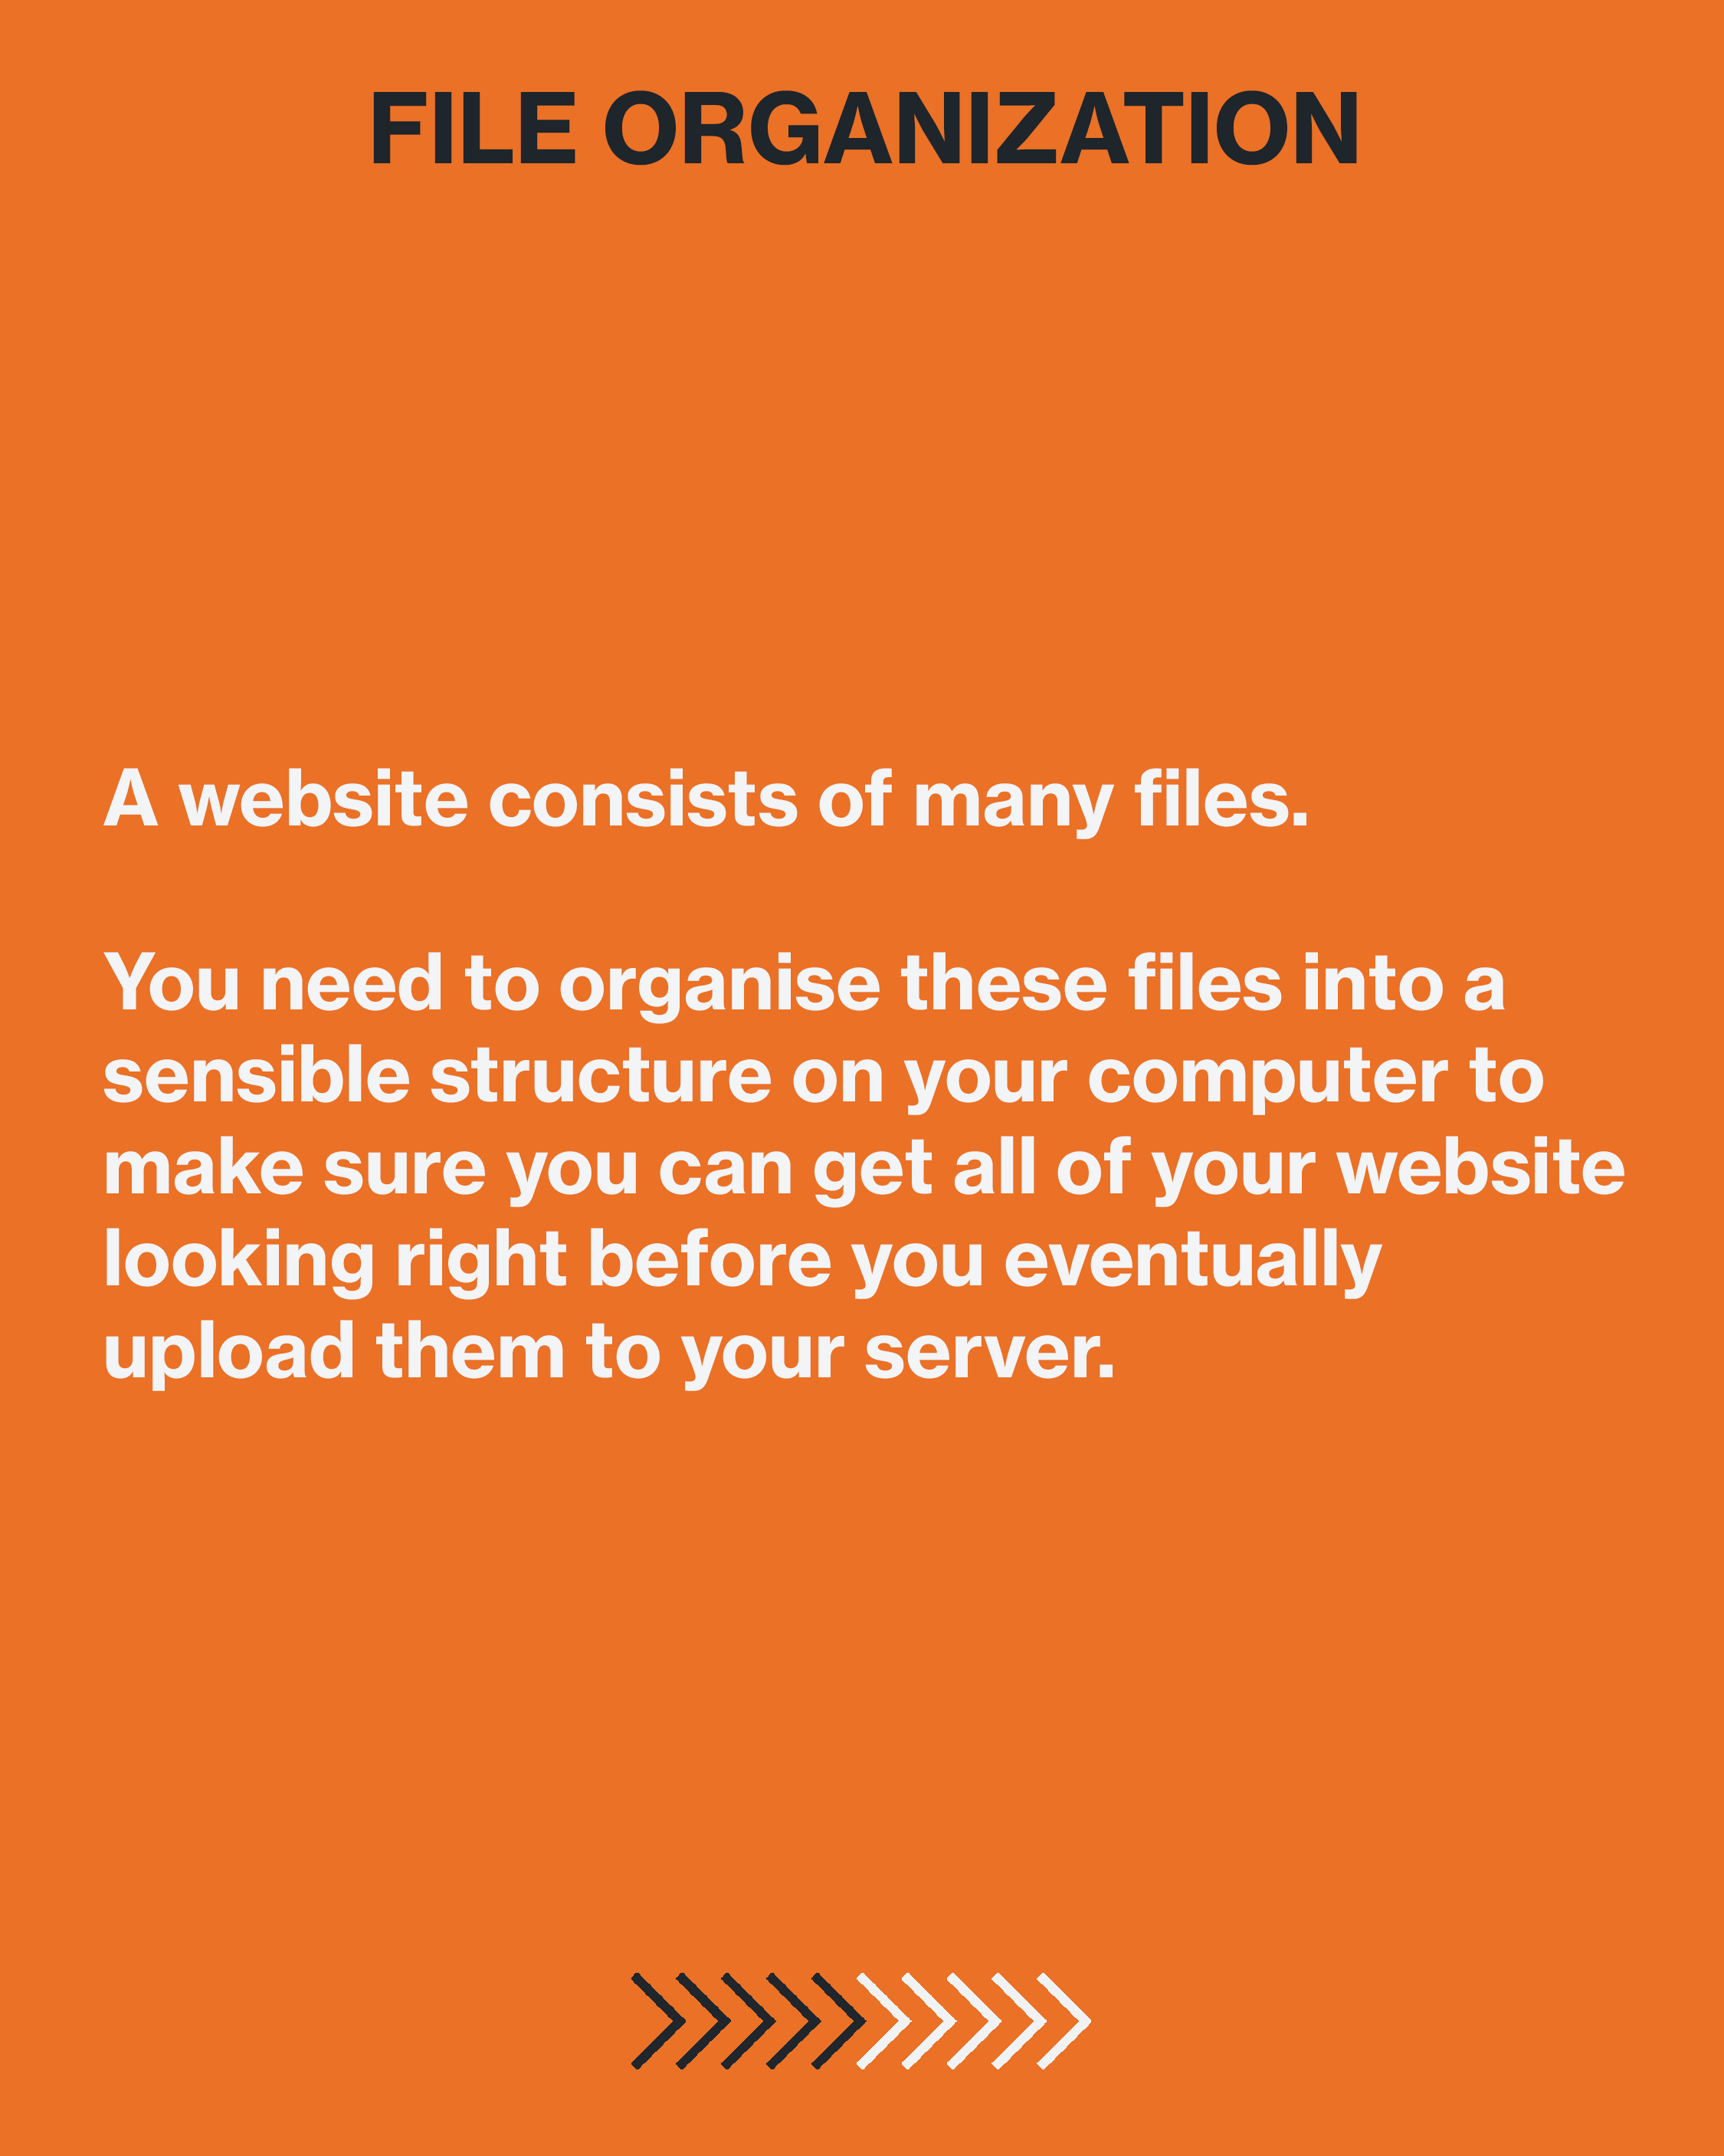 FILE ORGANIZATION
A website consists of many files.
You need to organise these files into a
sensible structure on your computer to
make sure you can get all of your website
looking right before you eventually
upload them to your server.